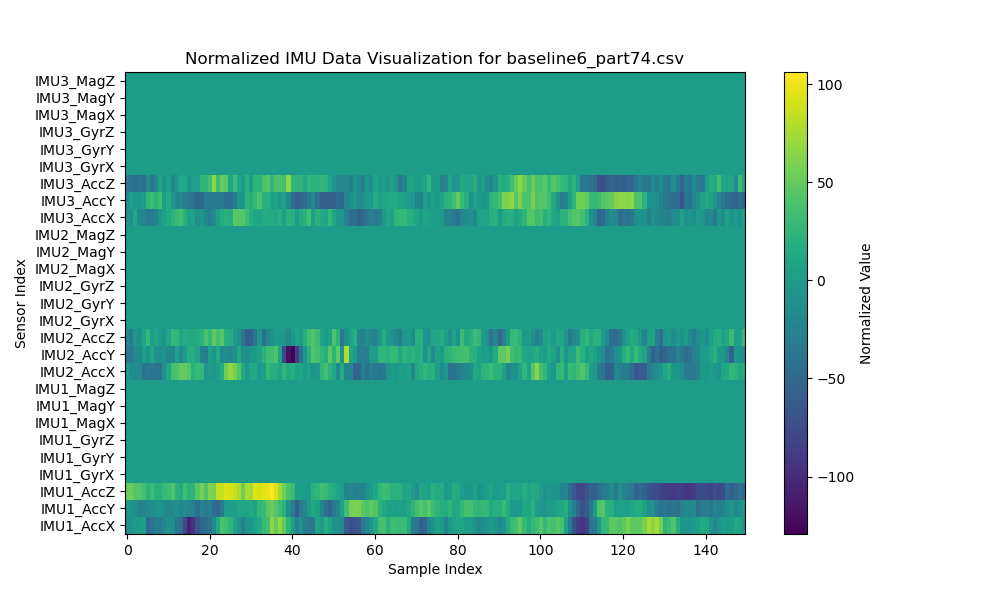 Normalized IMU Data Visualization for baseline6_part74.csv
Sensor Index
IMU3_MagZ
IMU3_MagY
IMU3_MagX
IMU3_GyrZ
IMU3_GyrY
IMU3_GyrX
IMU3_AccZ
IMU3_AccY
IMU3_AccX
IMU2_MagZ
IMU2_MagY
IMU2_MagX
IMU2_GyrZ
IMU2_GyrY
IMU2_GyrX
IMU2_AccZ
IMU2_AccY
IMU2_AccX
IMU1_MagZ
IMU1_MagY
IMU1_MagX
IMU1_GyrZ
IMU1_GyrY
IMU1_GyrX
IMU1_AccZ
IMU1_AccY
IMU1_AccX
0 20 40 60 80 100 120 140
Sample Index
100
50
0
−50
−100
Normalized Value